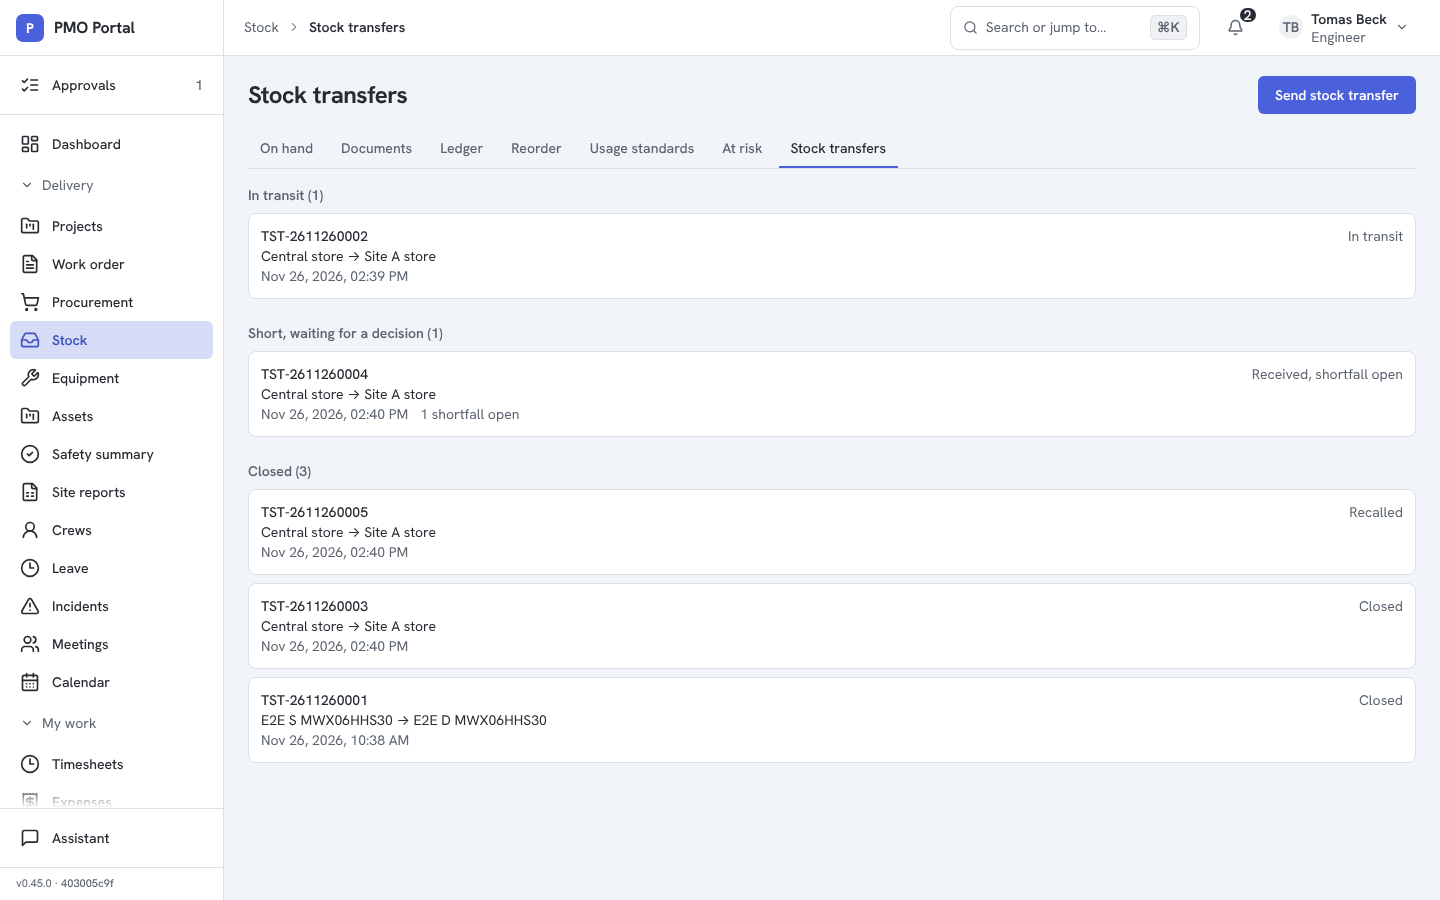 P PMO Portal
Stock > Stock transfers
Search or jump to... ⌘K
2
TB
Tomas Beck
Engineer
Approvals 1
Dashboard
Delivery
Projects
Work order
Procurement
Stock
Equipment
Assets
Safety summary
Site reports
Crews
Leave
Incidents
Meetings
Calendar
My work
Timesheets
Expenses
Assistant
v0.45.0 · 403005c9f
Stock transfers
Send stock transfer
On hand Documents Ledger Reorder Usage standards At risk Stock transfers
In transit (1)
TST-2611260002 In transit
Central store → Site A store
Nov 26, 2026, 02:39 PM
Short, waiting for a decision (1)
TST-2611260004 Received, shortfall open
Central store → Site A store
Nov 26, 2026, 02:40 PM 1 shortfall open
Closed (3)
TST-2611260005 Recalled
Central store → Site A store
Nov 26, 2026, 02:40 PM
TST-2611260003 Closed
Central store → Site A store
Nov 26, 2026, 02:40 PM
TST-2611260001 Closed
E2E S MWX06HHS30 → E2E D MWX06HHS30
Nov 26, 2026, 10:38 AM